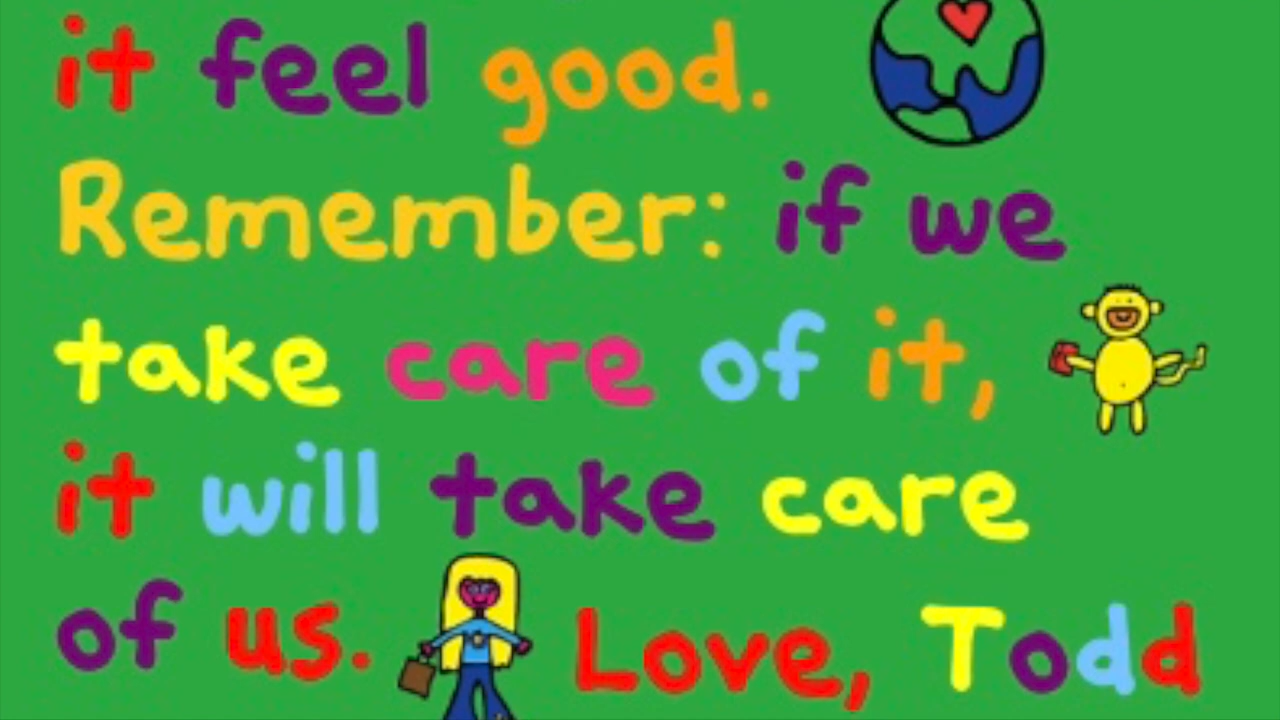 it feel good.
Remember: if we
take care of it,
it will take care
of us. Love, Todd